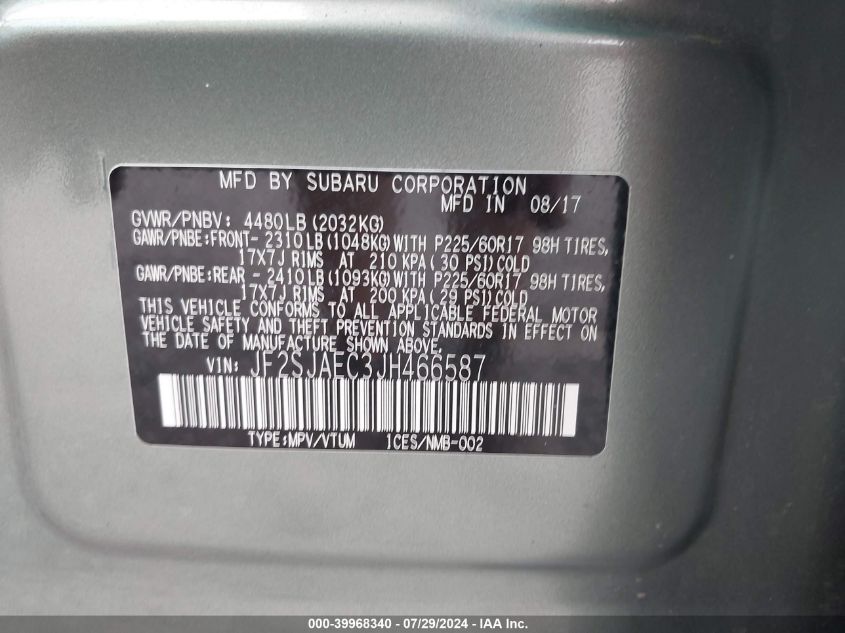 MFD BY SUBARU CORPORATION
MFD IN 08/17
GVWR/PNBV: 4480LB(2032KG)
GAWR/PNBE:FRONT- 2310LB(1048KG)WITH P225/60R17 98H TIRES,
17X7J RIMS AT 210 KPA( 30 PSI)COLD
GAWR/PNBE:REAR - 2410LB(1093KG)WITH P225/60R17 98H TIRES,
17X7J RIMS AT 200 KPA( 29 PSI)COLD
THIS VEHICLE CONFORMS TO ALL APPLICABLE FEDERAL MOTOR
VEHICLE SAFETY AND THEFT PREVENTION STANDARDS IN EFFECT ON
THE DATE OF MANUFACTURE SHOWN ABOVE.
VIN: JF2SJAEC3JH466587
TYPE:MPV/VTUM ICES/NMB-002
000-39968340 / 07/29/2024 - IAA Inc.